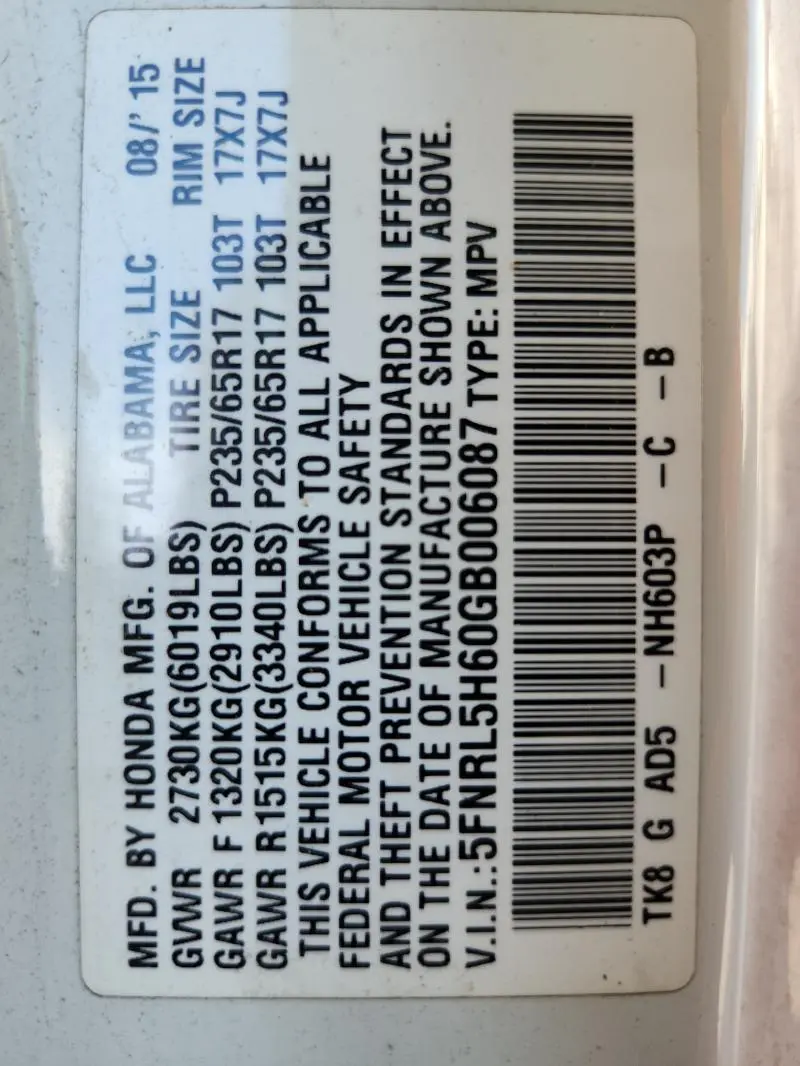 MFD. BY HONDA MFG. OF ALABAMA, LLC 08/'15
GVWR 2730KG(6019LBS) TIRE SIZE RIM SIZE
GAWR F 1320KG(2910LBS) P235/65R17 103T 17X7J
GAWR R1515KG(3340LBS) P235/65R17 103T 17X7J
THIS VEHICLE CONFORMS TO ALL APPLICABLE
FEDERAL MOTOR VEHICLE SAFETY
AND THEFT PREVENTION STANDARDS IN EFFECT
ON THE DATE OF MANUFACTURE SHOWN ABOVE.
V.I.N.:5FNRL5H60GB006087 TYPE: MPV
TK8 G AD5 -NH603P -C -B